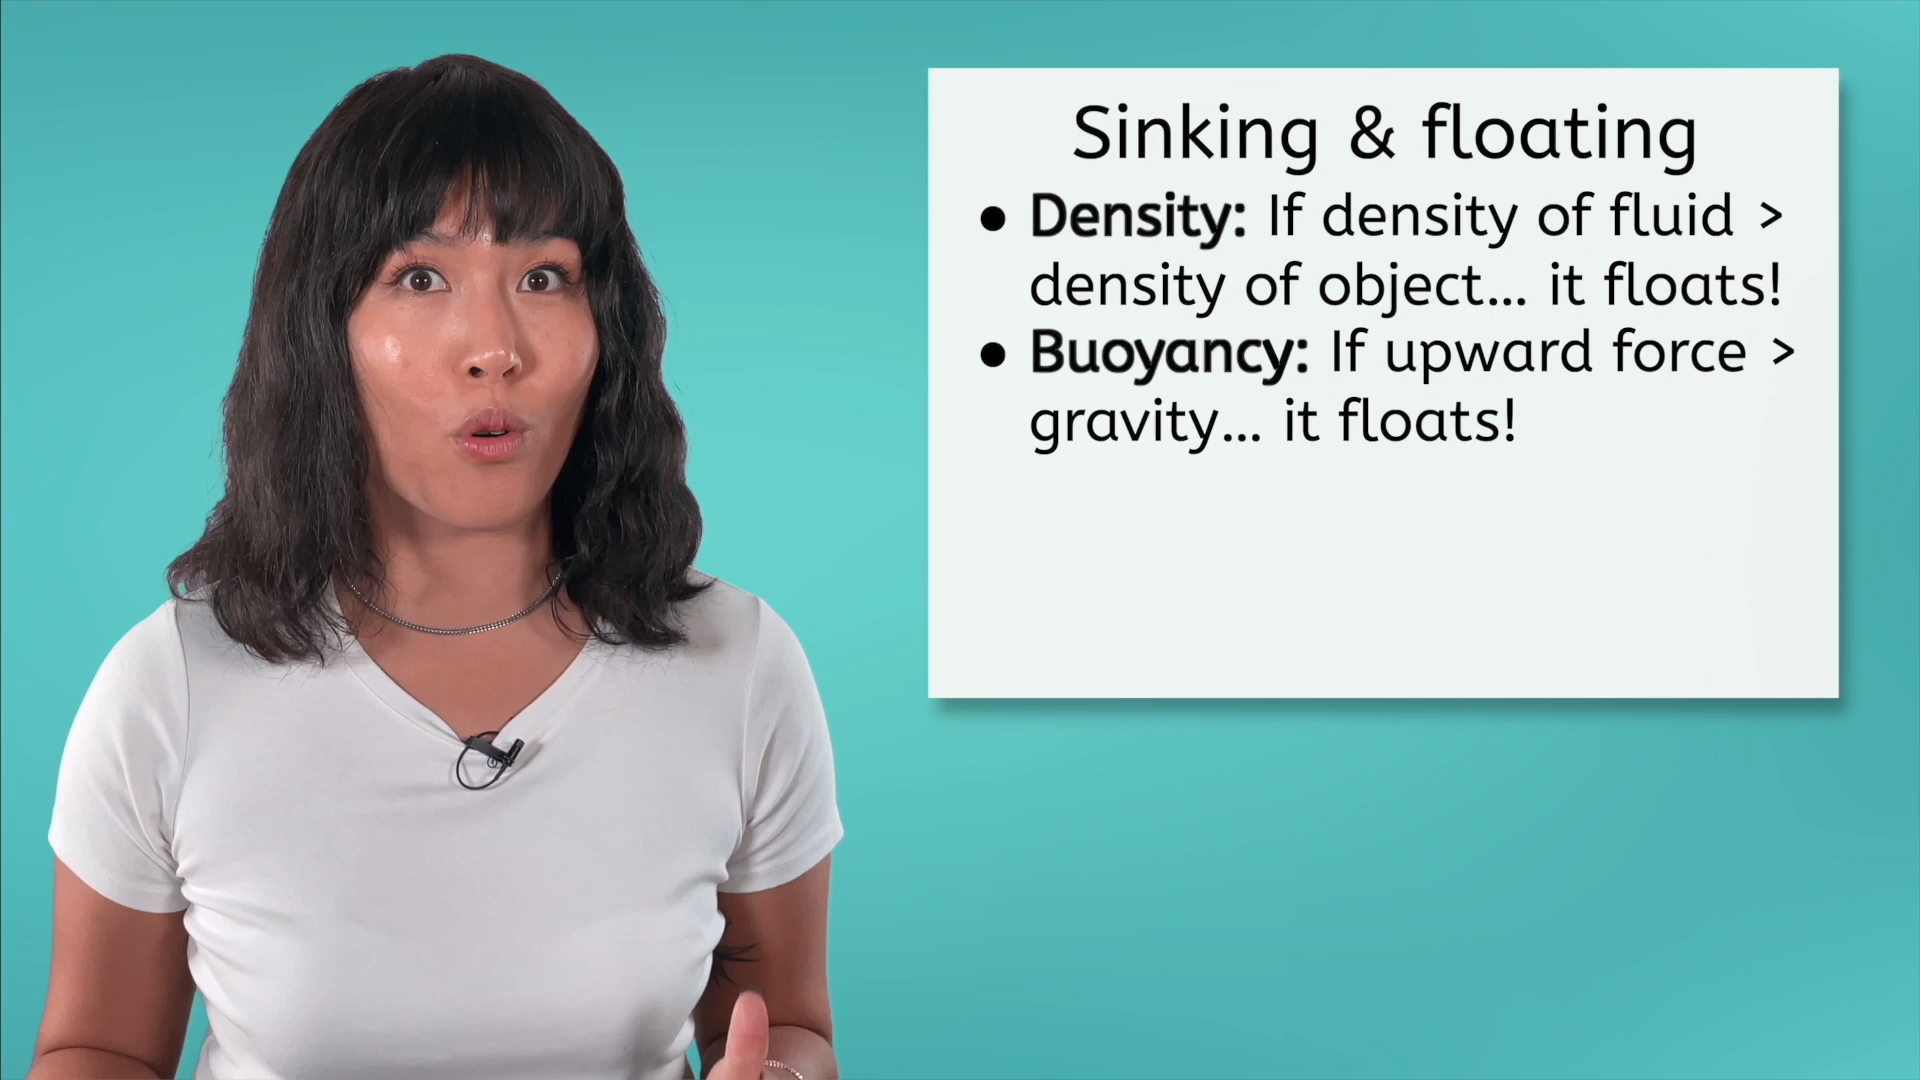 Sinking & floating
• Density: If density of fluid >
density of object... it floats!
• Buoyancy: If upward force >
gravity... it floats!